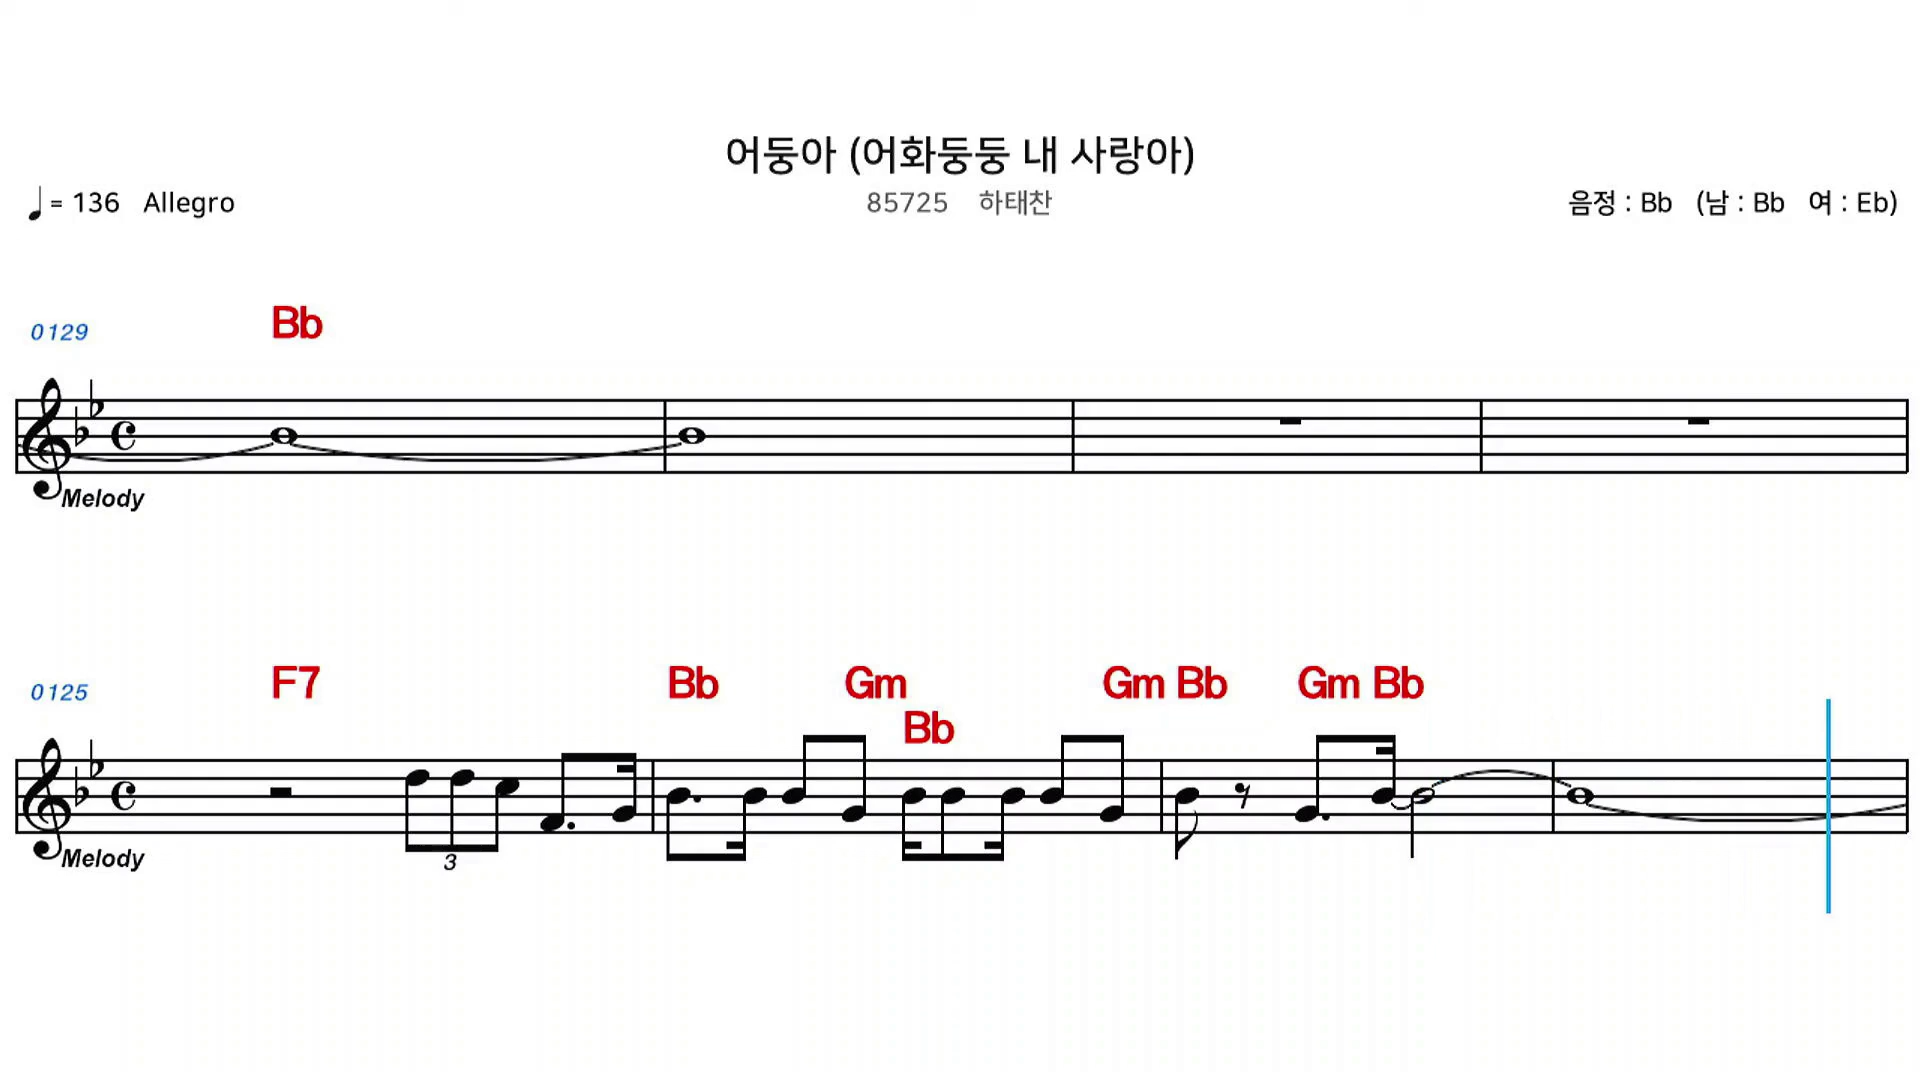 어둥아 (어화둥둥 내 사랑아)
= 136 Allegro
85725 하태찬
음정 : Bb (남 : Bb 여 : Eb)
0129 Bb
Melody
0125 F7 Bb Gm Gm Bb Gm Bb
Bb
3
Melody